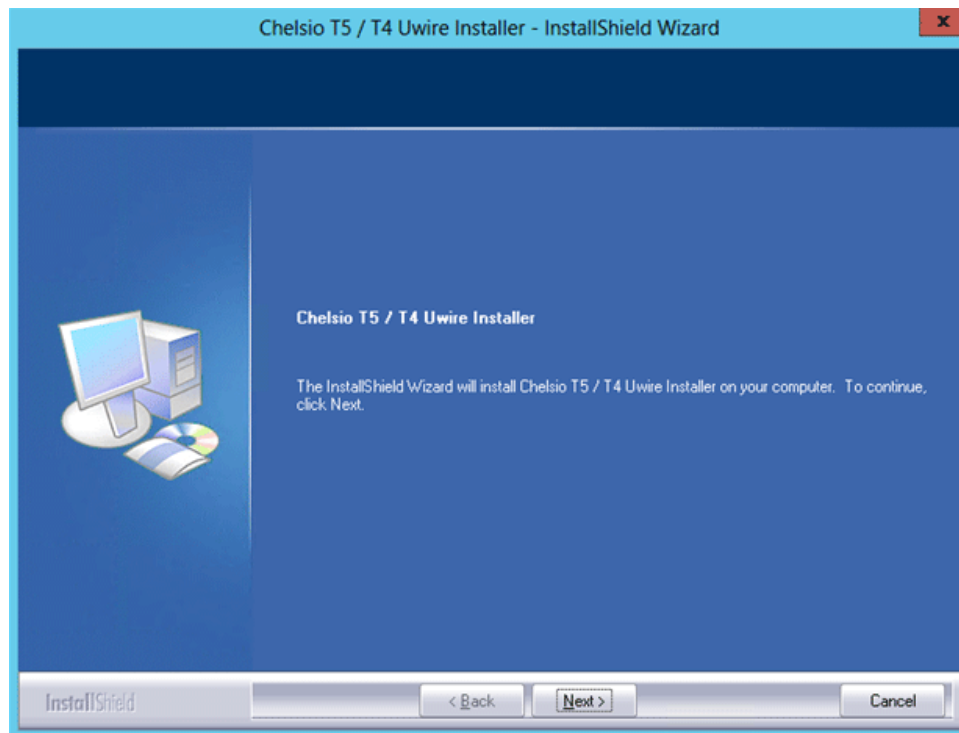 Chelsio T5 / T4 Uwire Installer - InstallShield Wizard
x
Chelsio T5 / T4 Uwire Installer
The InstallShield Wizard will install Chelsio T5 / T4 Uwire Installer on your computer.  To continue,
click Next.
InstallShield
< Back
Next >
Cancel